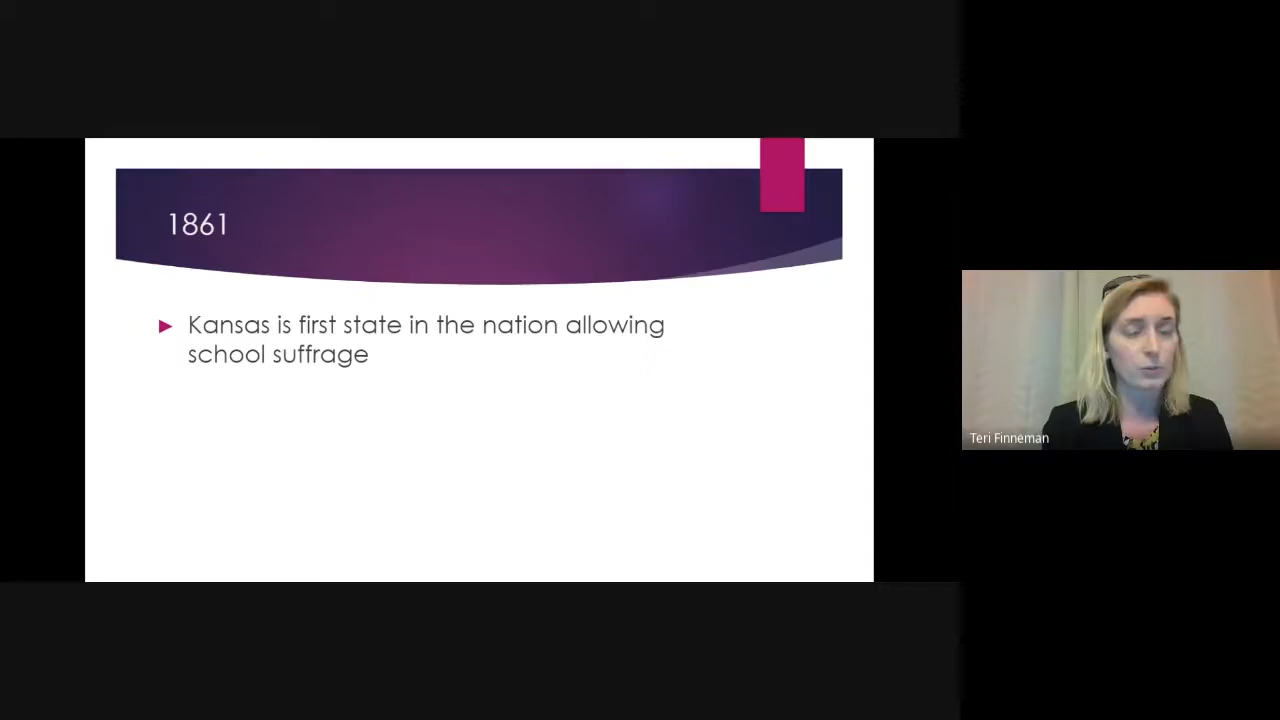 1861
Kansas is first state in the nation allowing
school suffrage
Teri Finneman